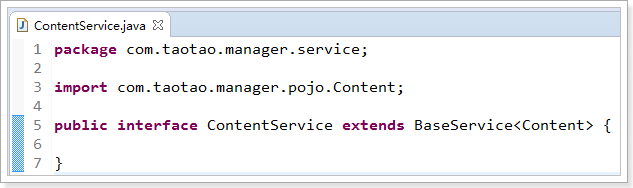 ContentService.java
1 package com.taotao.manager.service;
2
3 import com.taotao.manager.pojo.Content;
4
5 public interface ContentService extends BaseService<Content> {
6
7 }